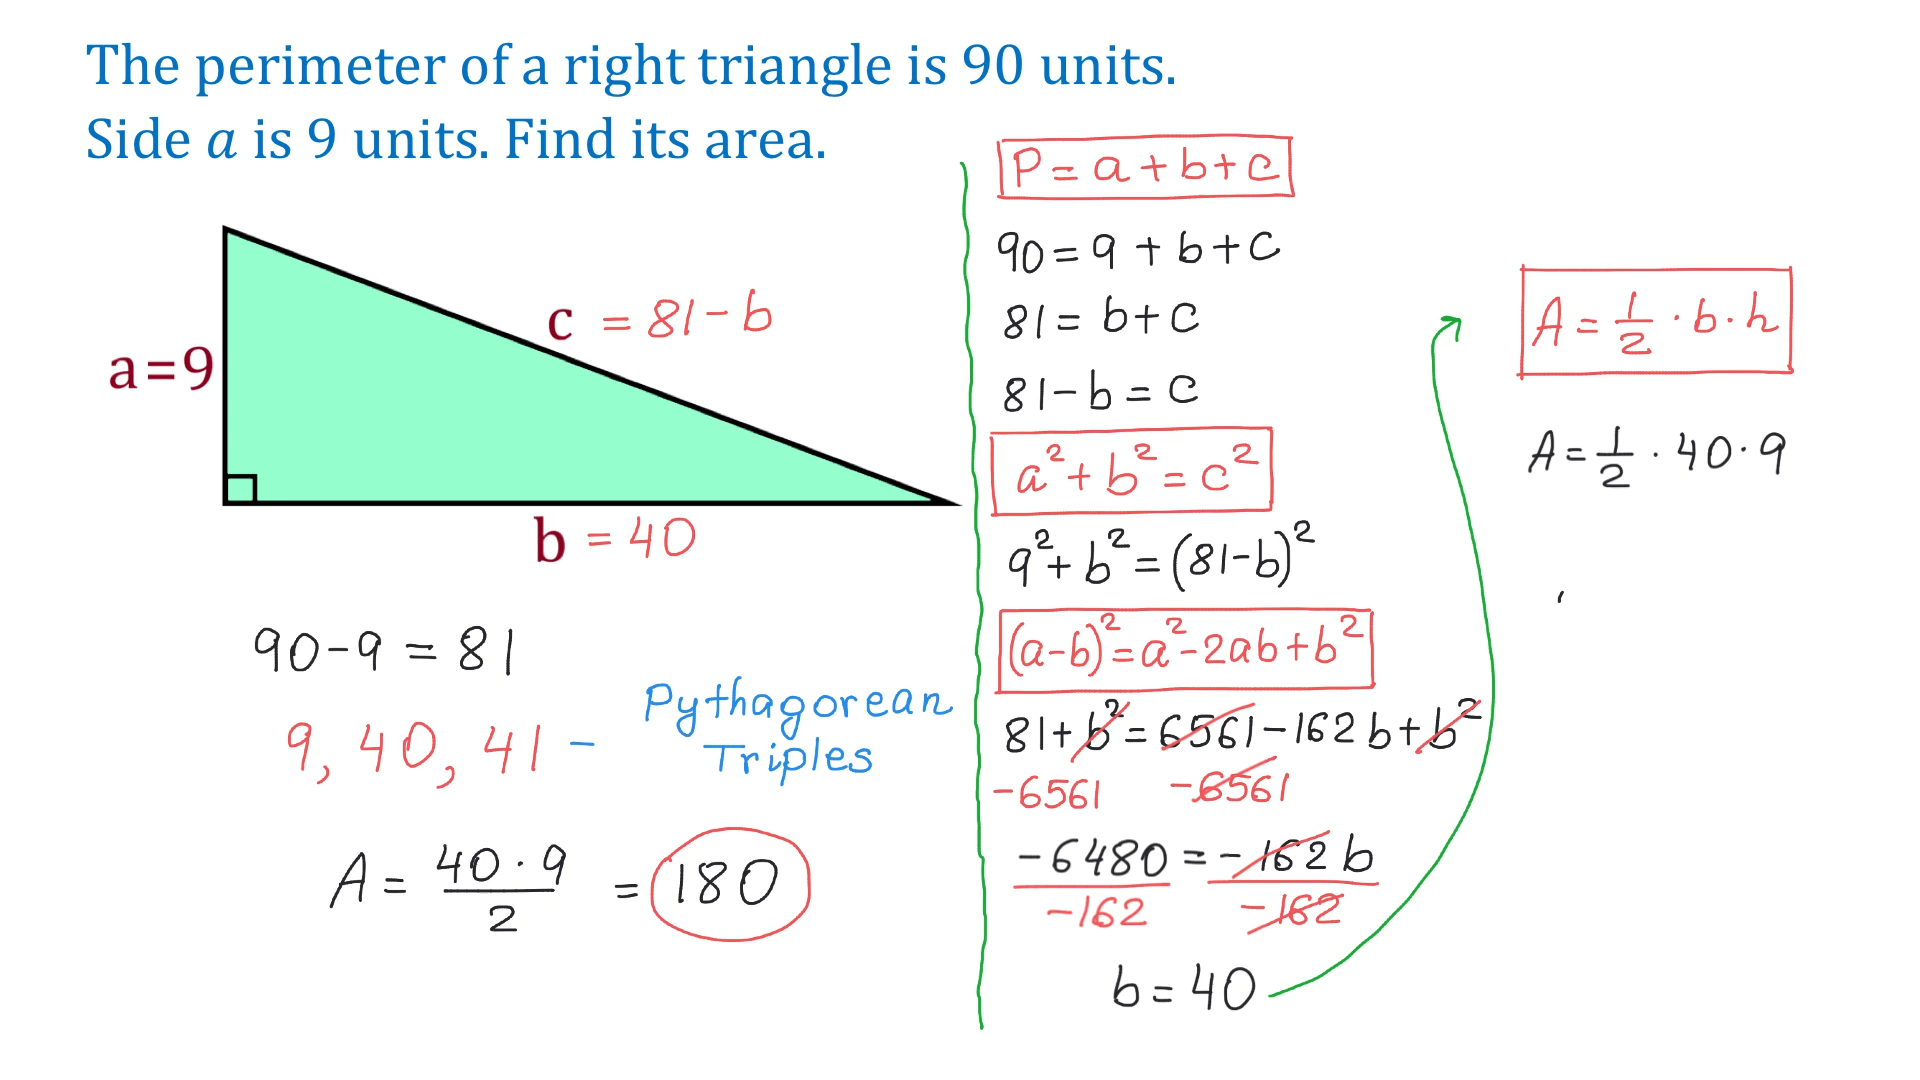 The perimeter of a right triangle is 90 units.
Side a is 9 units. Find its area.
a=9
c = 81-b
b = 40
90-9 = 81
9, 40, 41 - Pythagorean
Triples
A = 40·9/2 = 180
P = a+b+c
90 = 9 + b+c
81 = b+c
81-b = c
a²+b² = c²
9²+b² = (81-b)²
(a-b)² = a²-2ab+b²
81+b² = 6561-162b+b²
-6561 -6561
-6480 = -162b
-162 -162
b = 40
A = 1/2 · b · h
A = 1/2 · 40 · 9